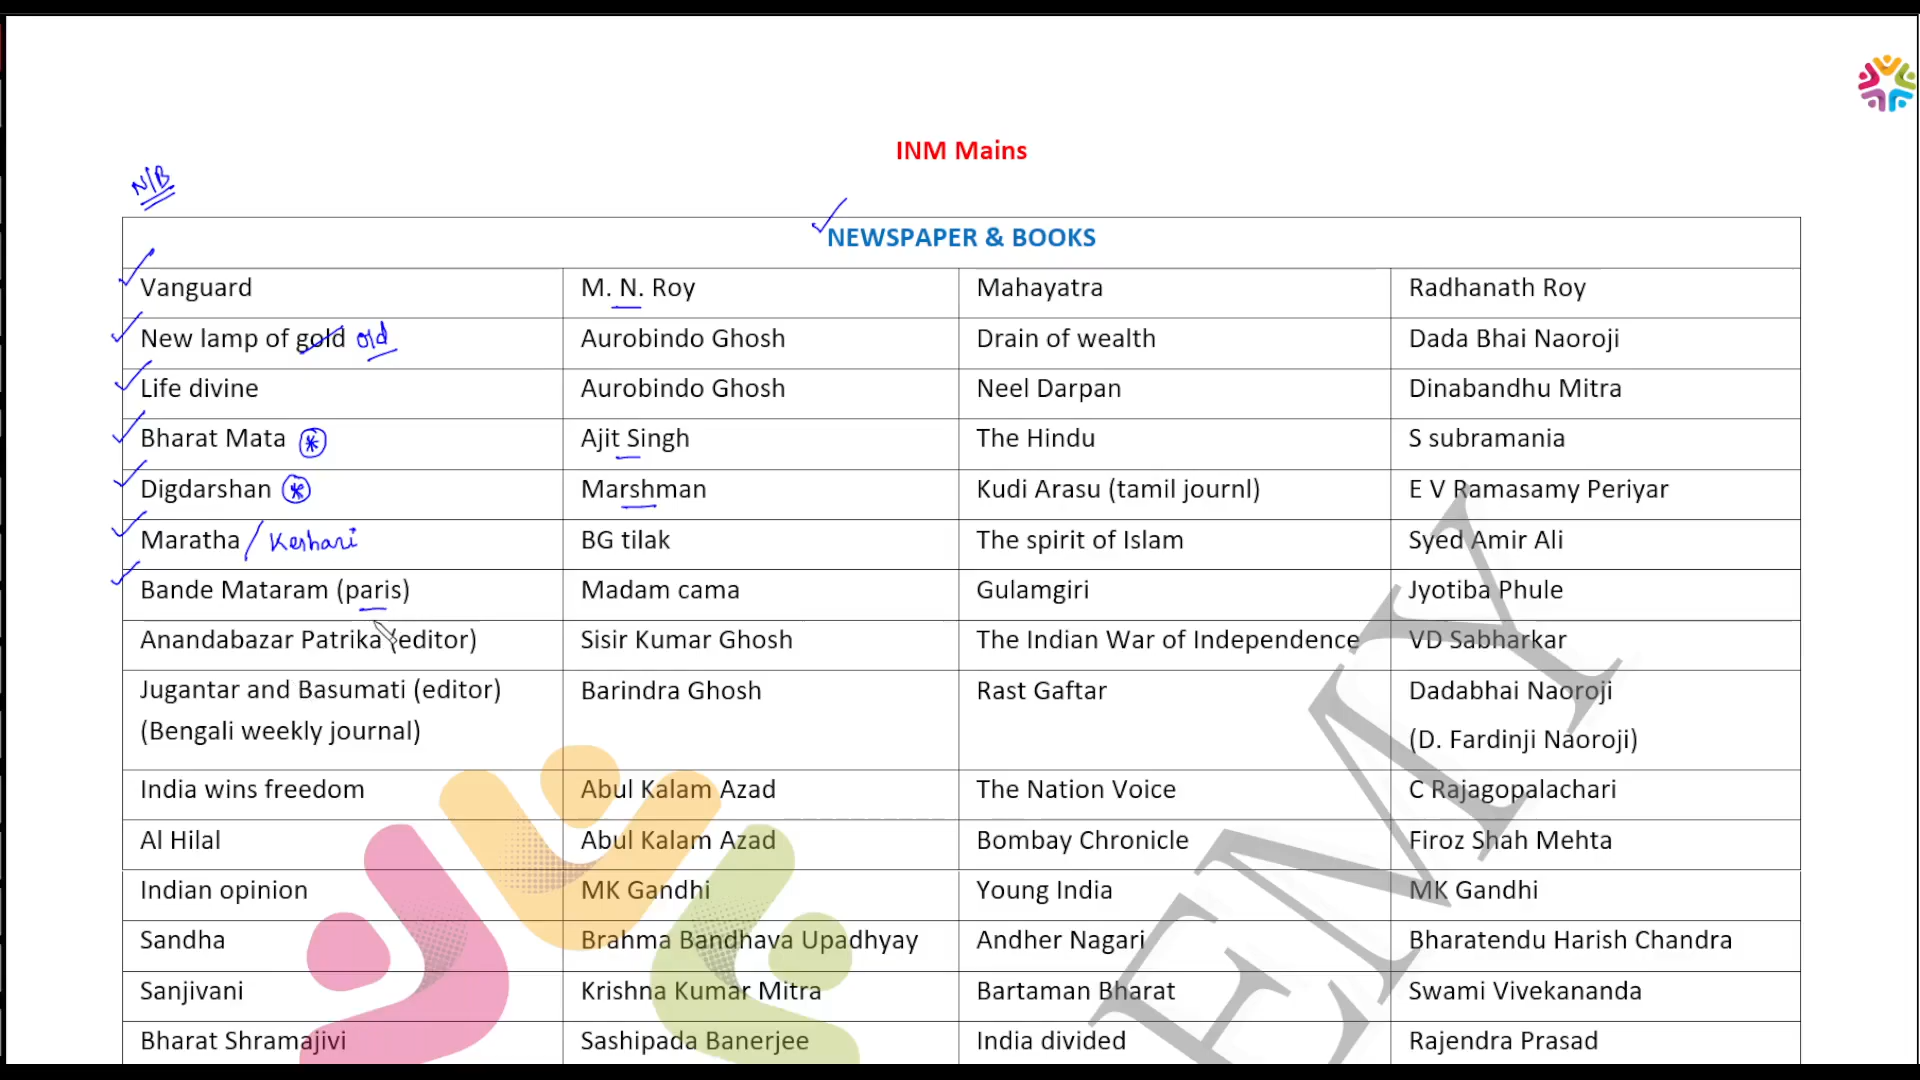 INM Mains
N/B
NEWSPAPER & BOOKS
Vanguard M. N. Roy Mahayatra Radhanath Roy
New lamp of gold old Aurobindo Ghosh Drain of wealth Dada Bhai Naoroji
Life divine Aurobindo Ghosh Neel Darpan Dinabandhu Mitra
Bharat Mata * Ajit Singh The Hindu S subramania
Digdarshan * Marshman Kudi Arasu (tamil journl) E V Ramasamy Periyar
Maratha / Keshari BG tilak The spirit of Islam Syed Amir Ali
Bande Mataram (paris) Madam cama Gulamgiri Jyotiba Phule
Anandabazar Patrika (editor) Sisir Kumar Ghosh The Indian War of Independence VD Sabharkar
Jugantar and Basumati (editor) Barindra Ghosh Rast Gaftar Dadabhai Naoroji
(Bengali weekly journal) (D. Fardinji Naoroji)
India wins freedom Abul Kalam Azad The Nation Voice C Rajagopalachari
Al Hilal Abul Kalam Azad Bombay Chronicle Firoz Shah Mehta
Indian opinion MK Gandhi Young India MK Gandhi
Sandha Brahma Bandhava Upadhyay Andher Nagari Bharatendu Harish Chandra
Sanjivani Krishna Kumar Mitra Bartaman Bharat Swami Vivekananda
Bharat Shramajivi Sashipada Banerjee India divided Rajendra Prasad
EMY